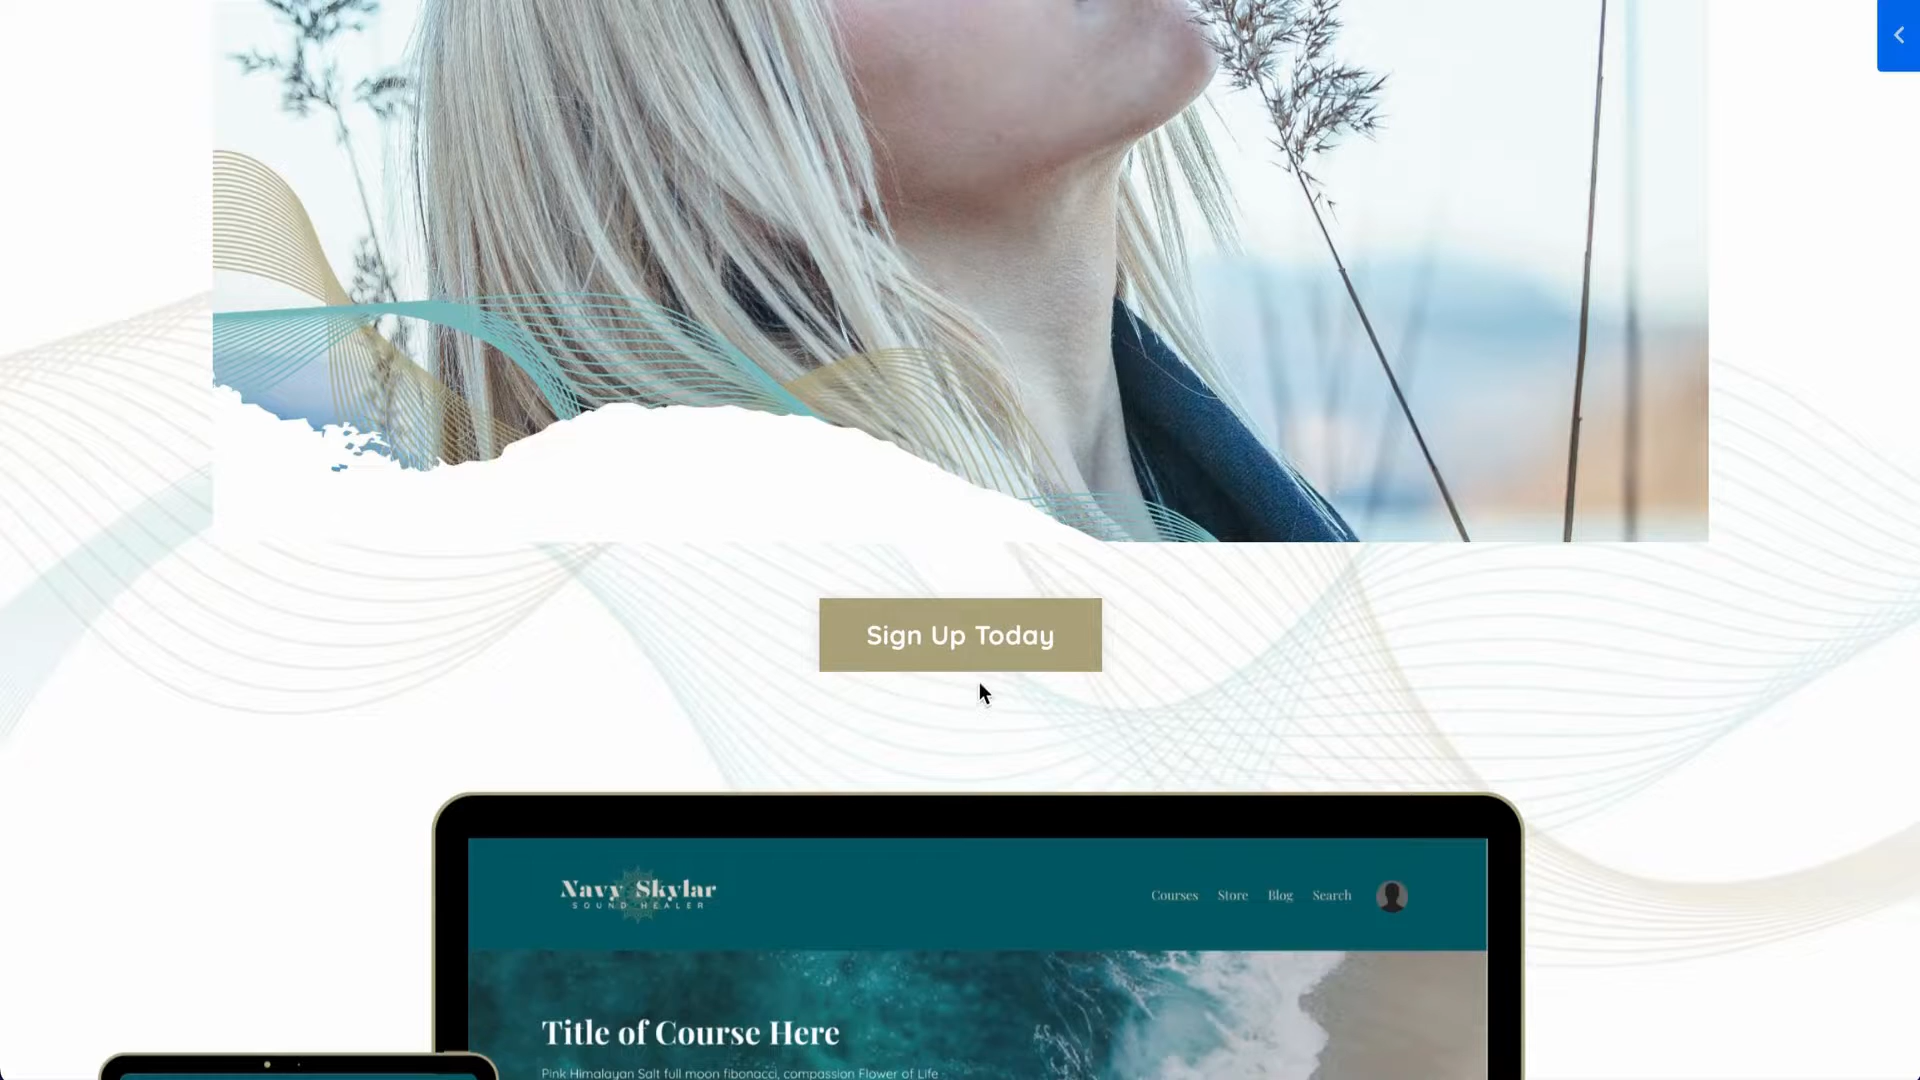 Sign Up Today
Navy Skylar
SOUND HEALER
Courses Store Blog Search
Title of Course Here
Pink Himalayan Salt full moon fibonacci, compassion Flower of Life